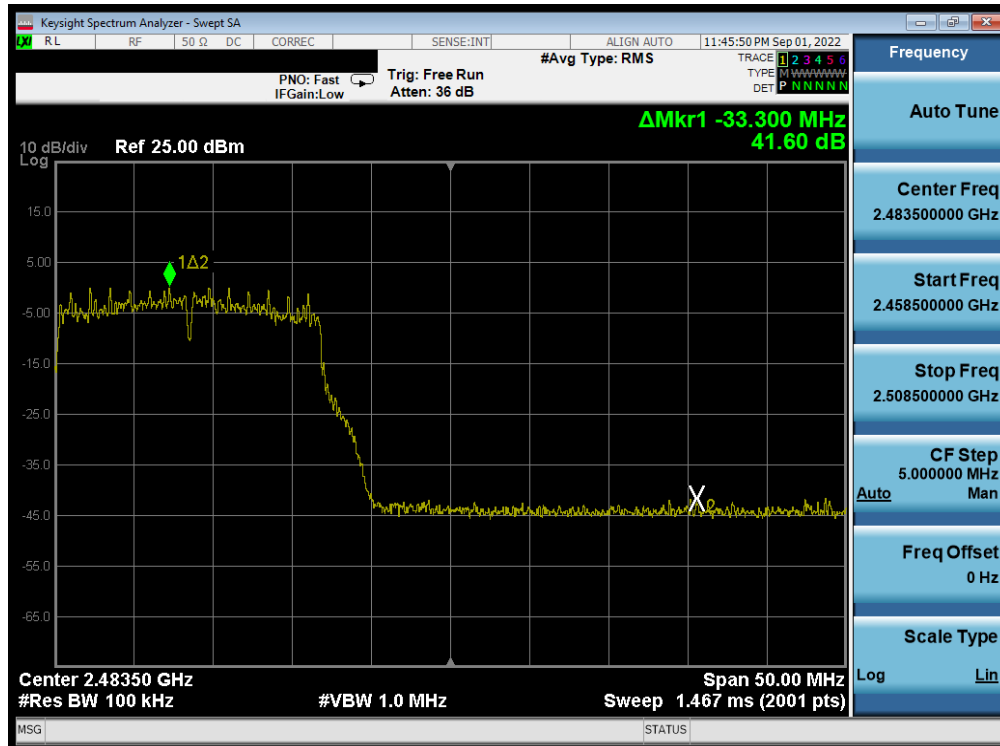 Keysight Spectrum Analyzer - Swept SA
LXI RL RF 50 Ω DC CORREC SENSE:INT ALIGN AUTO 11:45:50 PM Sep 01, 2022
Frequency
PNO: Fast
IFGain:Low
Trig: Free Run
Atten: 36 dB
#Avg Type: RMS
TRACE 1 2 3 4 5 6
TYPE M W W W W W
DET P N N N N N
Auto Tune
ΔMkr1 -33.300 MHz
41.60 dB
10 dB/div Ref 25.00 dBm
Log
15.0
5.00
-5.00
-15.0
-25.0
-35.0
-45.0
-55.0
-65.0
1Δ2
2
Center 2.48350 GHz Span 50.00 MHz
#Res BW 100 kHz #VBW 1.0 MHz Sweep 1.467 ms (2001 pts)
Center Freq
2.483500000 GHz
Start Freq
2.458500000 GHz
Stop Freq
2.508500000 GHz
CF Step
5.000000 MHz
Auto Man
Freq Offset
0 Hz
Scale Type
Log Lin
MSG STATUS